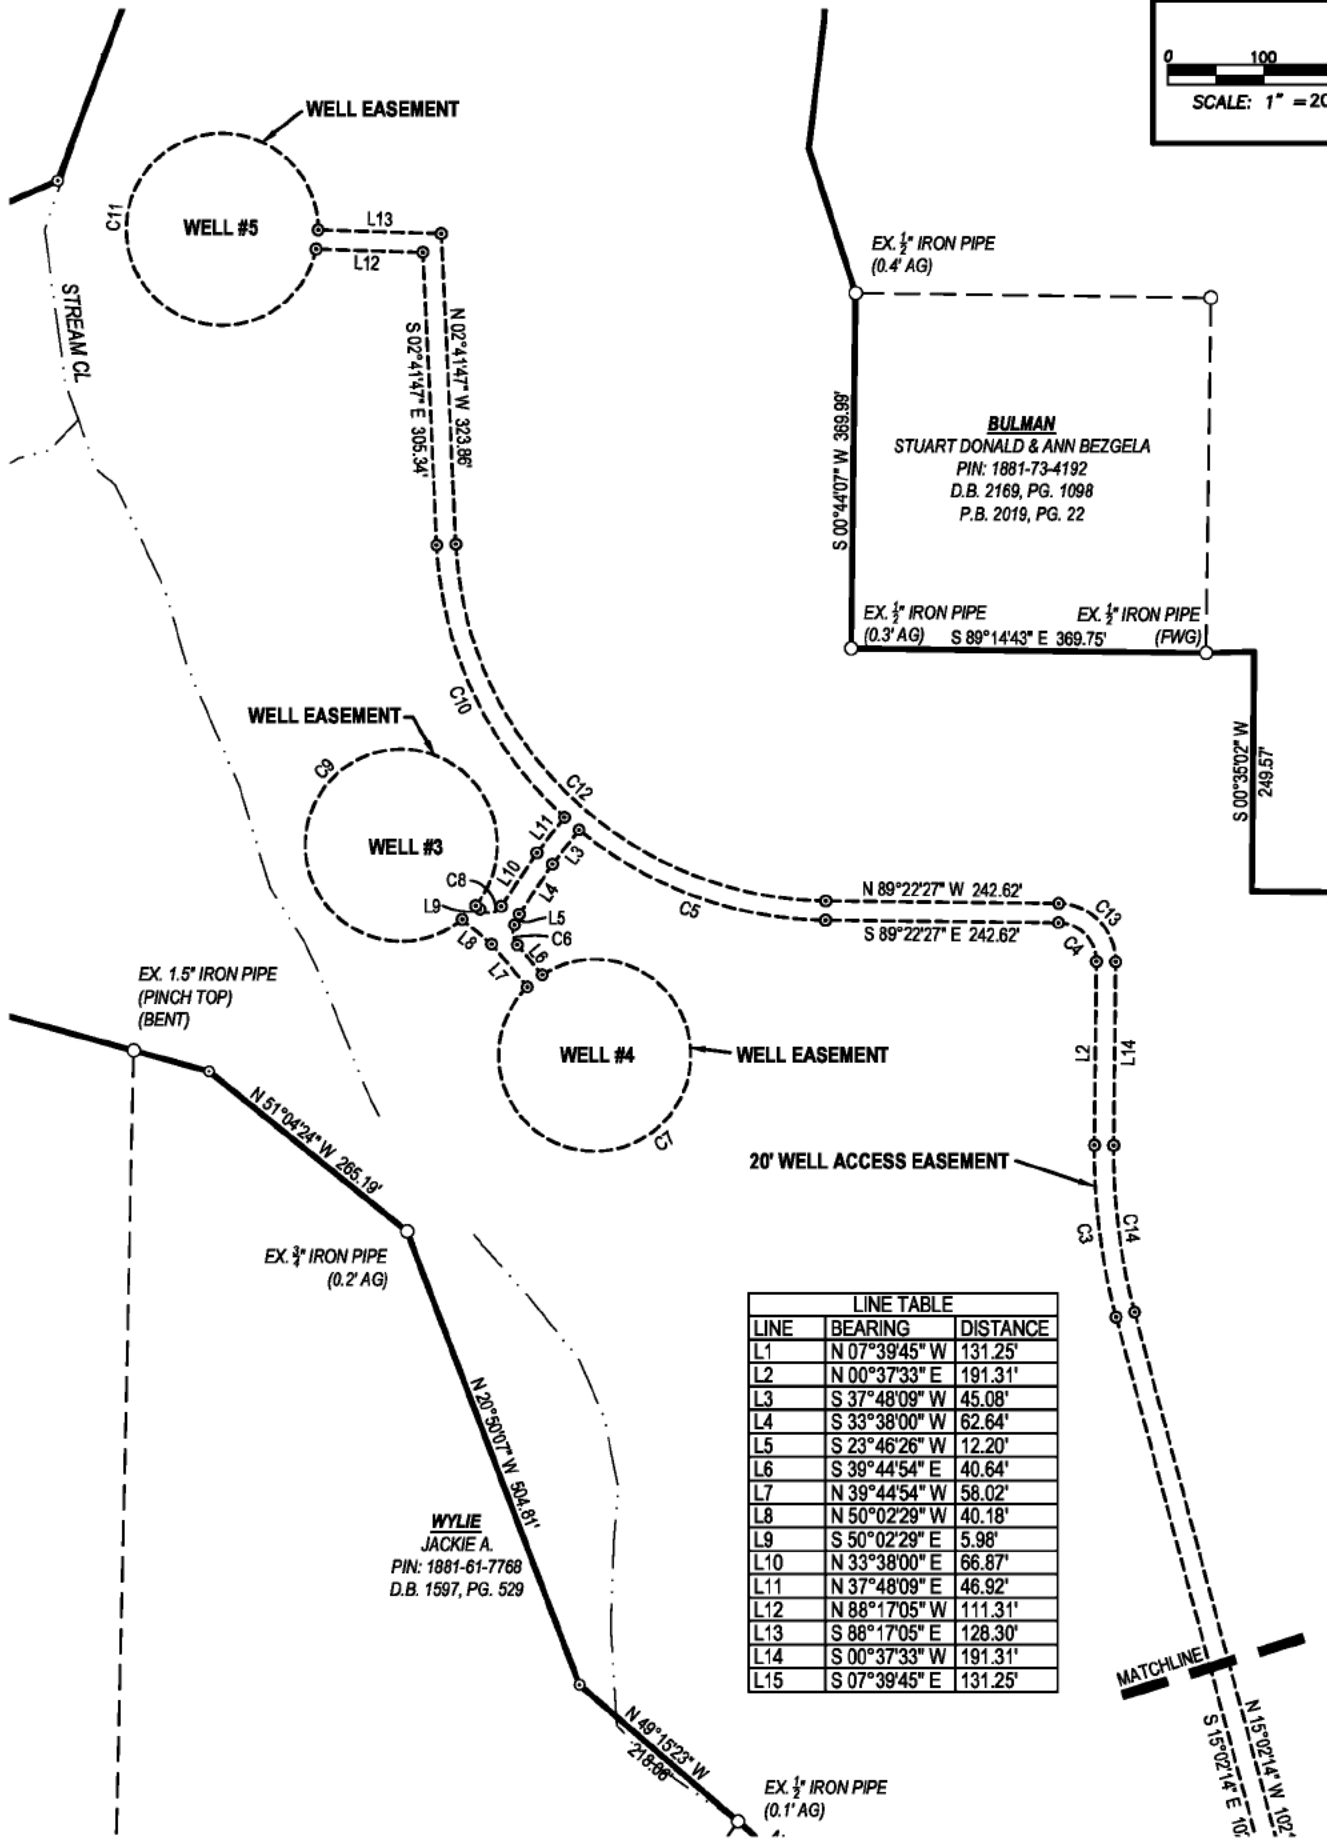 0 100
SCALE: 1" = 20
WELL EASEMENT
C11
WELL #5
L13
L12
STREAM CL
S 02°41'47" E 305.34'
N 02°41'47" W 323.86'
EX. 1/2" IRON PIPE
(0.4' AG)
S 00°44'07" W 369.99'
BULMAN
STUART DONALD & ANN BEZGELA
PIN: 1881-73-4192
D.B. 2169, PG. 1098
P.B. 2019, PG. 22
EX. 1/2" IRON PIPE
(0.3' AG)
S 89°14'43" E 369.75'
EX. 1/2" IRON PIPE
(FWG)
S 00°35'02" W
249.57'
C10
C12
WELL EASEMENT
C9
WELL #3
L11
L3
L10
L4
C8
L9
L5
C6
L8
L6
L7
C5
N 89°22'27" W 242.62'
S 89°22'27" E 242.62'
C13
C4
EX. 1.5" IRON PIPE
(PINCH TOP)
(BENT)
WELL #4
WELL EASEMENT
C7
L2
L14
N 51°04'24" W 265.19'
20' WELL ACCESS EASEMENT
C3
C14
EX. 3/4" IRON PIPE
(0.2' AG)
N 20°50'07" W 504.81'
WYLIE
JACKIE A.
PIN: 1881-61-7768
D.B. 1597, PG. 529
LINE TABLE
LINE BEARING DISTANCE
L1 N 07°39'45" W 131.25'
L2 N 00°37'33" E 191.31'
L3 S 37°48'09" W 45.08'
L4 S 33°38'00" W 62.64'
L5 S 23°46'26" W 12.20'
L6 S 39°44'54" E 40.64'
L7 N 39°44'54" W 58.02'
L8 N 50°02'29" W 40.18'
L9 S 50°02'29" E 5.98'
L10 N 33°38'00" E 66.87'
L11 N 37°48'09" E 46.92'
L12 N 88°17'05" W 111.31'
L13 S 88°17'05" E 128.30'
L14 S 00°37'33" W 191.31'
L15 S 07°39'45" E 131.25'
MATCHLINE
S 15°02'14" E 10
N 15°02'14" W 102
N 49°15'23" W
218.06'
EX. 1/2" IRON PIPE
(0.1' AG)